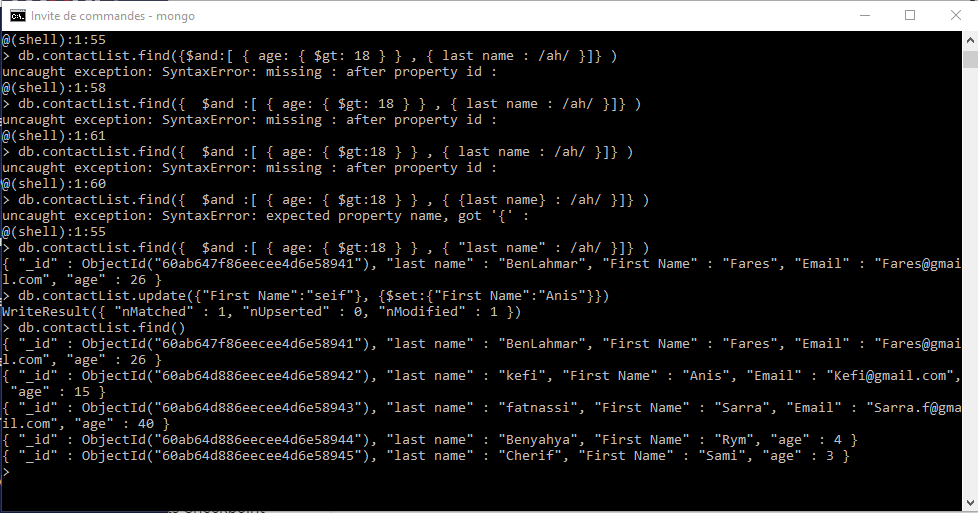 Invite de commandes - mongo
@(shell):1:55
> db.contactList.find({$and:[ { age: { $gt: 18 } } , { last name : /ah/ }]} )
uncaught exception: SyntaxError: missing : after property id :
@(shell):1:58
> db.contactList.find({  $and :[ { age: { $gt: 18 } } , { last name : /ah/ }]} )
uncaught exception: SyntaxError: missing : after property id :
@(shell):1:61
> db.contactList.find({  $and :[ { age: { $gt:18 } } , { last name : /ah/ }]} )
uncaught exception: SyntaxError: missing : after property id :
@(shell):1:60
> db.contactList.find({  $and :[ { age: { $gt:18 } } , { {last name} : /ah/ }]} )
uncaught exception: SyntaxError: expected property name, got '{' :
@(shell):1:55
> db.contactList.find({  $and :[ { age: { $gt:18 } } , { "last name" : /ah/ }]} )
{ "_id" : ObjectId("60ab647f86eecee4d6e58941"), "last name" : "BenLahmar", "First Name" : "Fares", "Email" : "Fares@gmai
l.com", "age" : 26 }
> db.contactList.update({"First Name":"seif"}, {$set:{"First Name":"Anis"}})
WriteResult({ "nMatched" : 1, "nUpserted" : 0, "nModified" : 1 })
> db.contactList.find()
{ "_id" : ObjectId("60ab647f86eecee4d6e58941"), "last name" : "BenLahmar", "First Name" : "Fares", "Email" : "Fares@gmai
l.com", "age" : 26 }
{ "_id" : ObjectId("60ab64d886eecee4d6e58942"), "last name" : "kefi", "First Name" : "Anis", "Email" : "Kefi@gmail.com",
 "age" : 15 }
{ "_id" : ObjectId("60ab64d886eecee4d6e58943"), "last name" : "fatnassi", "First Name" : "Sarra", "Email" : "Sarra.f@gma
il.com", "age" : 40 }
{ "_id" : ObjectId("60ab64d886eecee4d6e58944"), "last name" : "Benyahya", "First Name" : "Rym", "age" : 4 }
{ "_id" : ObjectId("60ab64d886eecee4d6e58945"), "last name" : "Cherif", "First Name" : "Sami", "age" : 3 }
>